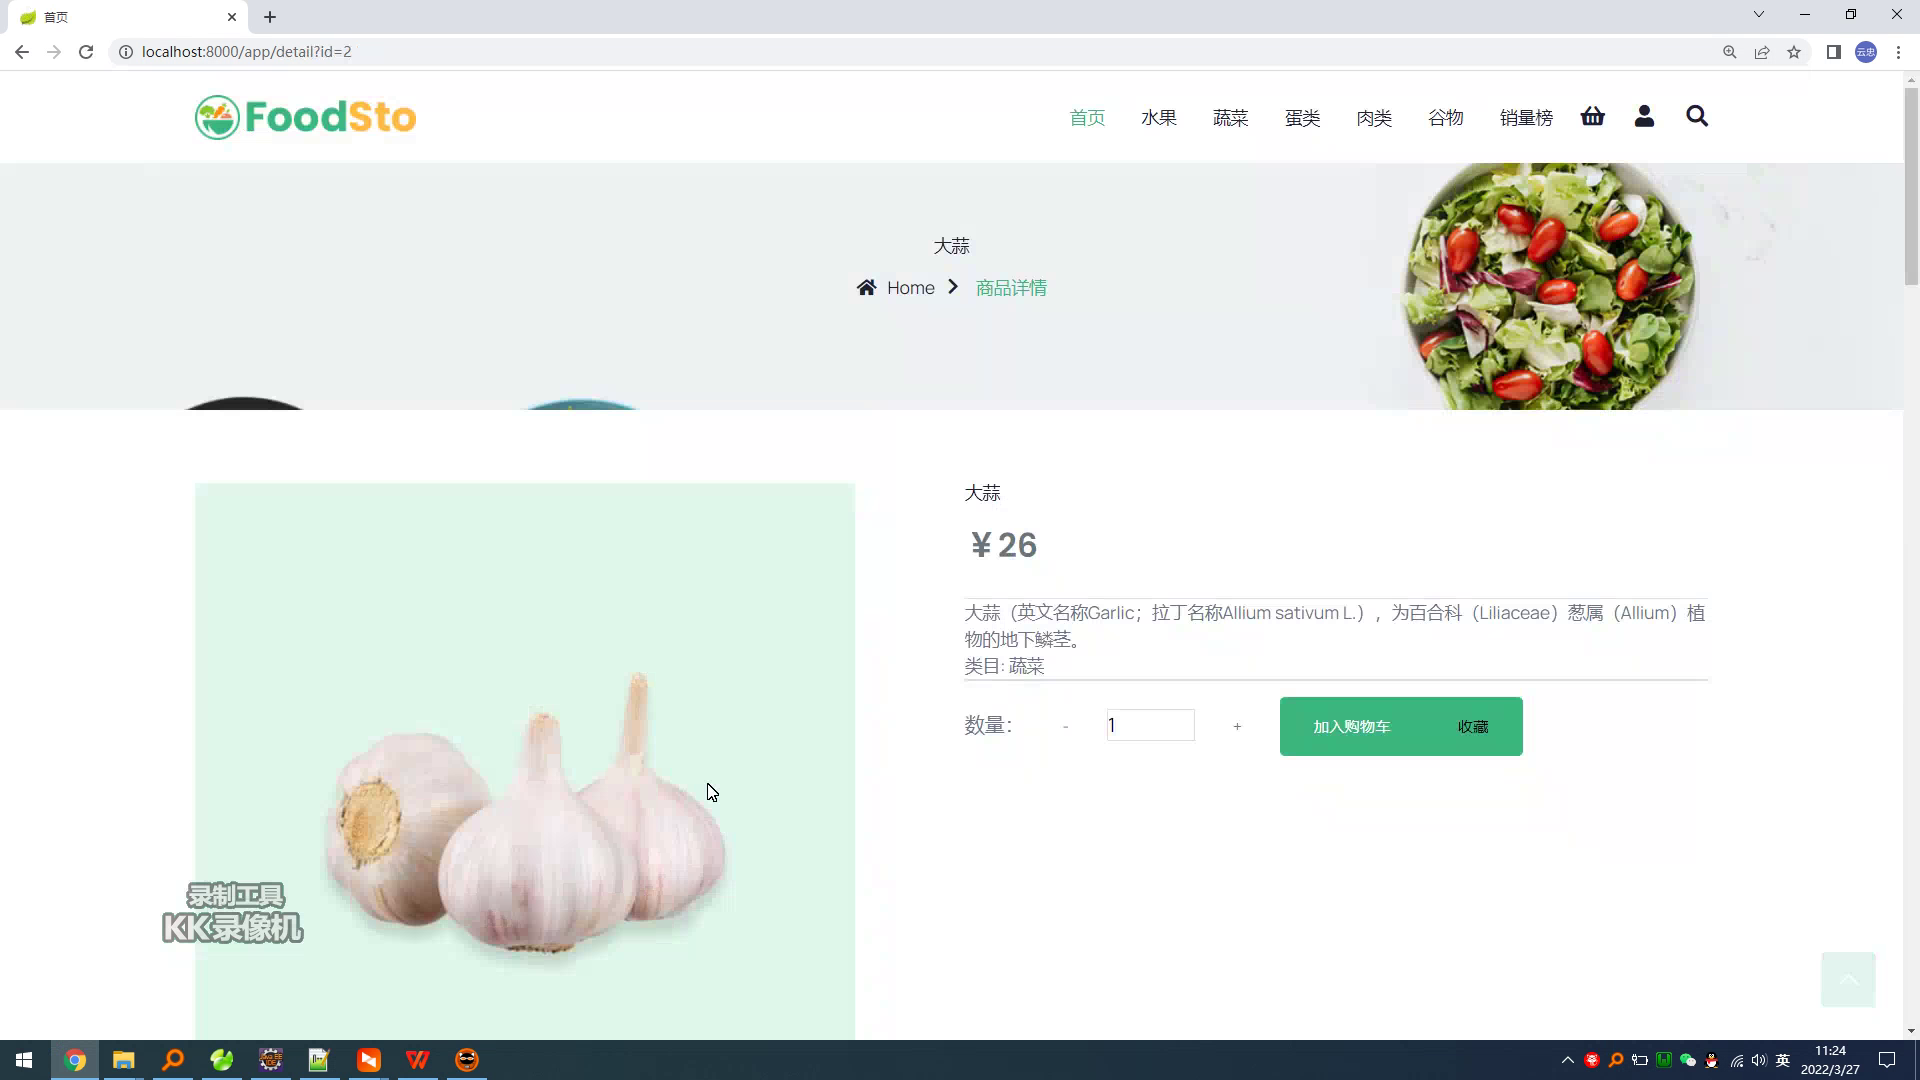 首页
localhost:8000/app/detail?id=2
云忠
FoodSto
首页 水果 蔬菜 蛋类 肉类 谷物 销量榜
大蒜
Home 商品详情
大蒜
¥ 26
大蒜（英文名称Garlic；拉丁名称Allium sativum L.），为百合科（Liliaceae）葱属（Allium）植
物的地下鳞茎。
类目: 蔬菜
数量： - 1 + 加入购物车 收藏
录制工具
KK录像机
英
11:24
2022/3/27